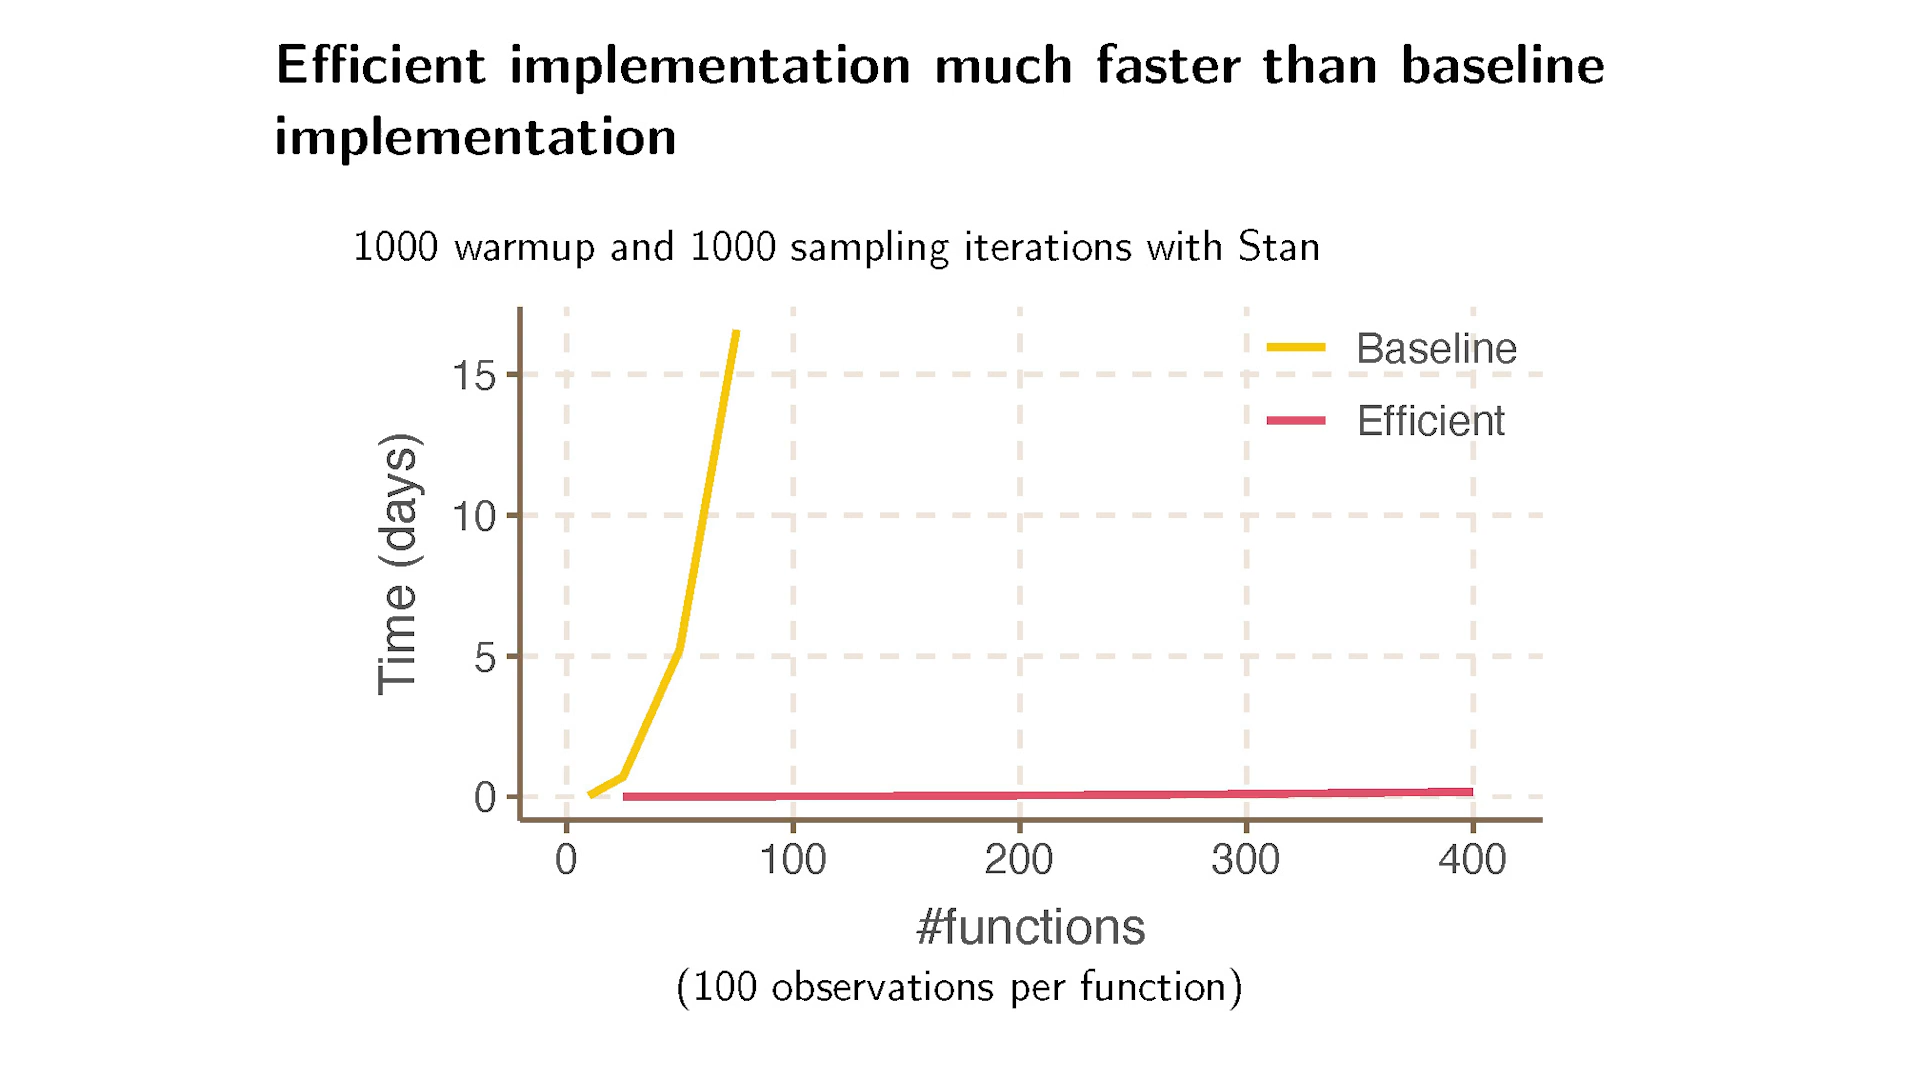 Efficient implementation much faster than baseline
implementation
1000 warmup and 1000 sampling iterations with Stan
Baseline
Efficient
Time (days)
15
10
5
0
0 100 200 300 400
#functions
(100 observations per function)